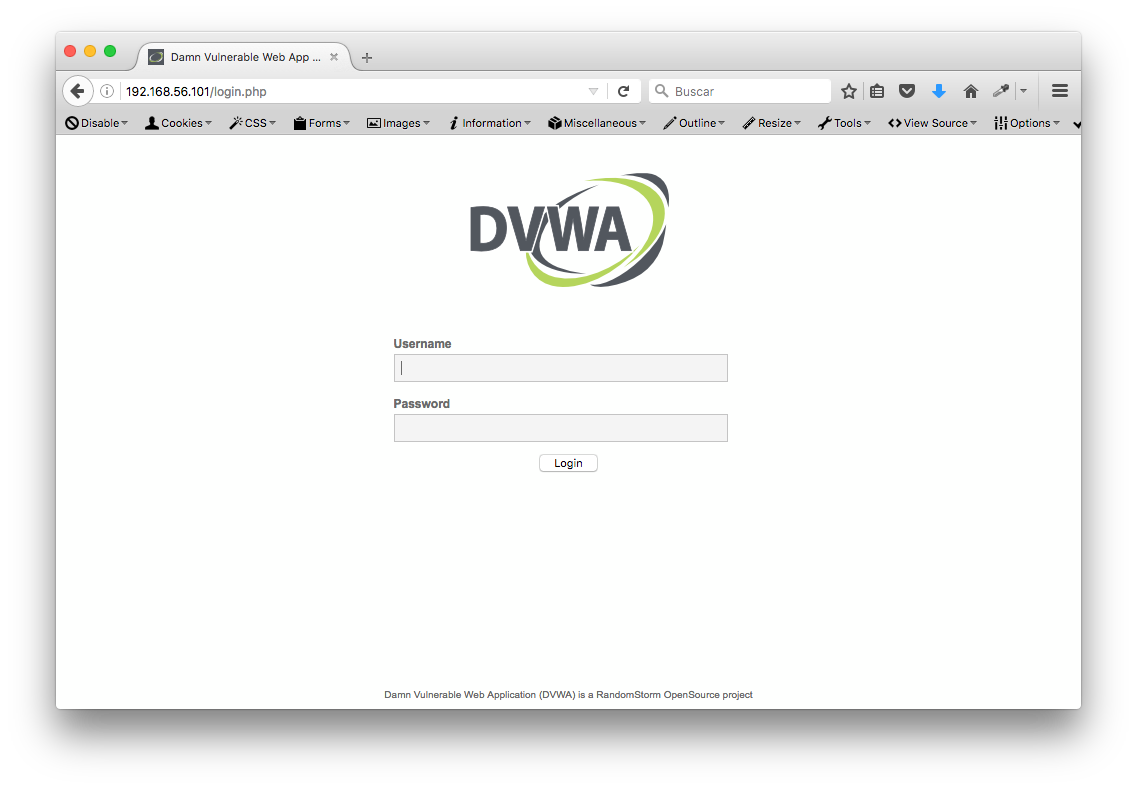 Damn Vulnerable Web App ...
192.168.56.101/login.php
Buscar
Disable Cookies CSS Forms Images Information Miscellaneous Outline Resize Tools View Source Options
DVWA
Username
Password
Login
Damn Vulnerable Web Application (DVWA) is a RandomStorm OpenSource project